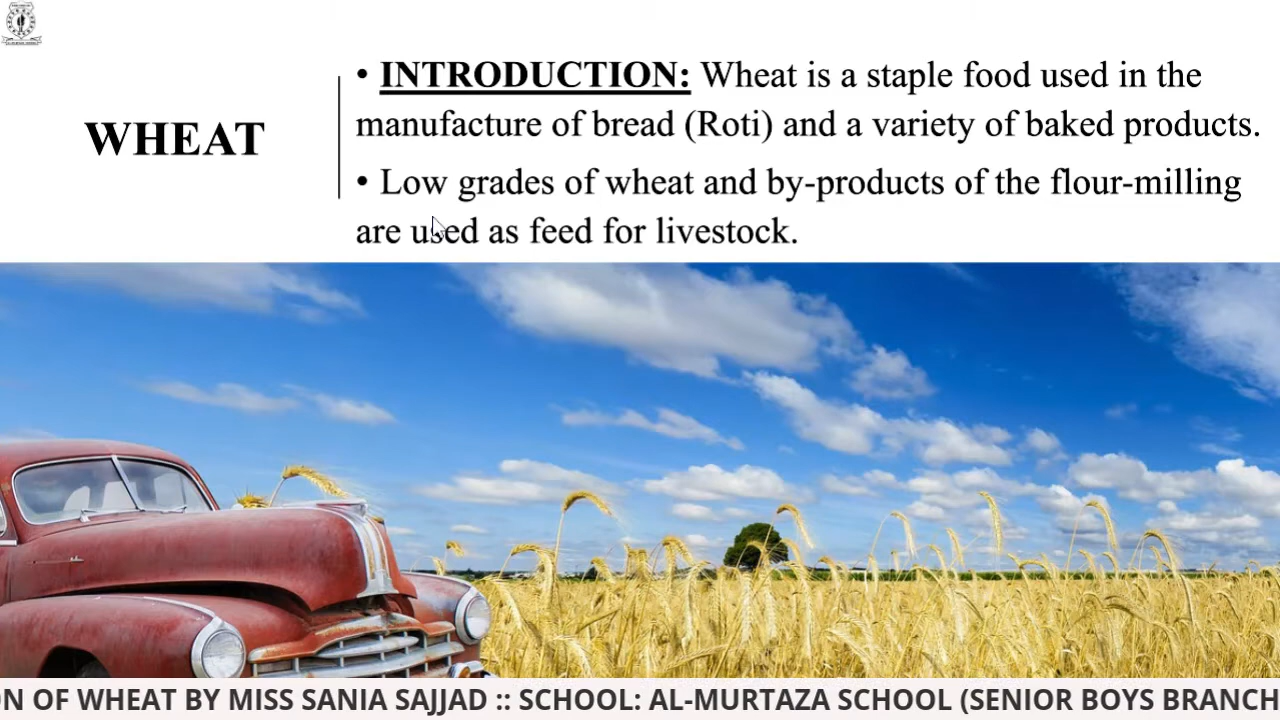 WHEAT
• INTRODUCTION: Wheat is a staple food used in the
manufacture of bread (Roti) and a variety of baked products.
• Low grades of wheat and by-products of the flour-milling
are used as feed for livestock.
N OF WHEAT BY MISS SANIA SAJJAD :: SCHOOL: AL-MURTAZA SCHOOL (SENIOR BOYS BRANCH